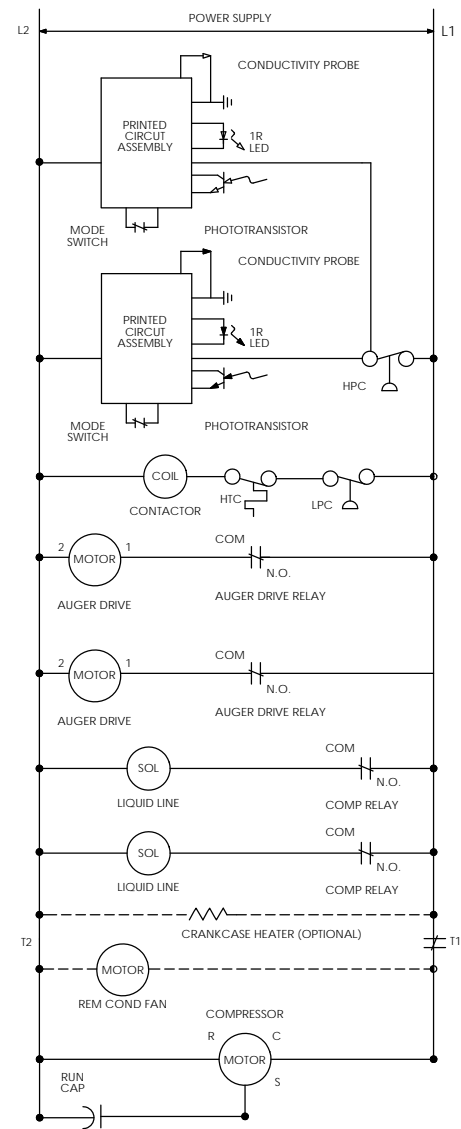 POWER SUPPLY
L2
L1
CONDUCTIVITY PROBE
PRINTED
CIRCUT
ASSEMBLY
1R
LED
MODE
SWITCH
PHOTOTRANSISTOR
CONDUCTIVITY PROBE
PRINTED
CIRCUT
ASSEMBLY
1R
LED
HPC
MODE
SWITCH
PHOTOTRANSISTOR
COIL
HTC
LPC
CONTACTOR
COM
2
MOTOR
1
N.O.
AUGER DRIVE
AUGER DRIVE RELAY
COM
2
MOTOR
1
N.O.
AUGER DRIVE
AUGER DRIVE RELAY
COM
SOL
N.O.
LIQUID LINE
COMP RELAY
COM
SOL
N.O.
LIQUID LINE
COMP RELAY
CRANKCASE HEATER (OPTIONAL)
T2
T1
MOTOR
REM COND FAN
COMPRESSOR
R
C
MOTOR
S
RUN
CAP